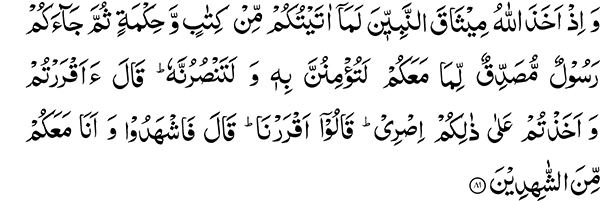 وَ اِذْ اَخَذَ اللّٰهُ مِیْثَاقَ النَّبِیّٖنَ لَمَاۤ اٰتَیْتُكُمْ مِّنْ كِتٰبٍ وَّ حِكْمَةٍ ثُمَّ جَآءَكُمْ
رَسُوْلٌ مُّصَدِّقٌ لِّمَا مَعَكُمْ لَتُؤْمِنُنَّ بِهٖ وَ لَتَنْصُرُنَّهٗؕ قَالَ ءَاَقْرَرْتُمْ
وَ اَخَذْتُمْ عَلٰى ذٰلِكُمْ اِصْرِیْؕ قَالُوْۤا اَقْرَرْنَاؕ قَالَ فَاشْهَدُوْا وَ اَنَا مَعَكُمْ
مِّنَ الشّٰهِدِیْنَ ۸۱